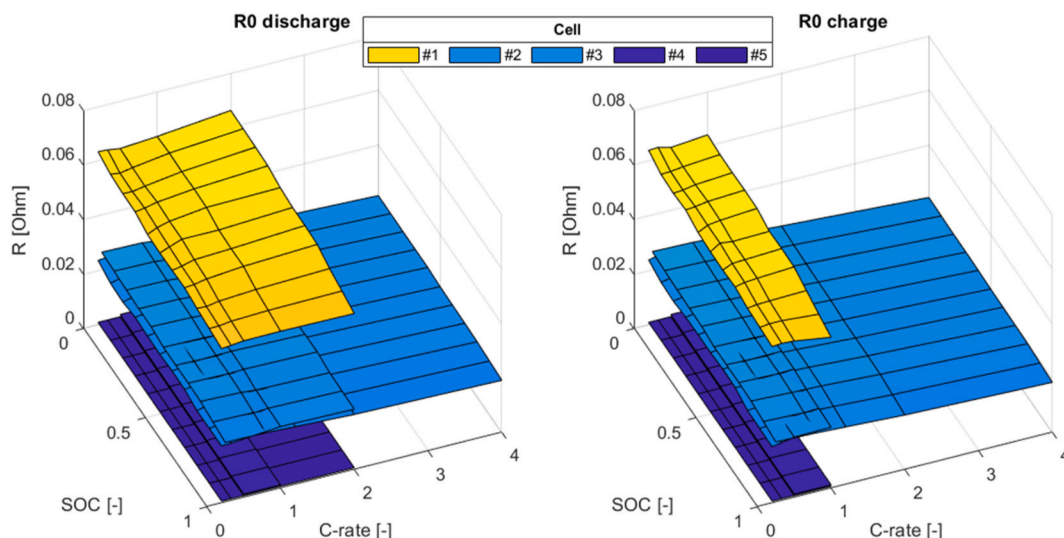 R0 discharge
Cell
R0 charge
#1 #2 #3 #4 #5
0.08
0.06
0.04
0.02
0
R [Ohm]
0
0.5
1
SOC [-]
0
1
2
3
4
C-rate [-]
0.08
0.06
0.04
0.02
0
R [Ohm]
0
0.5
1
SOC [-]
0
1
2
3
4
C-rate [-]